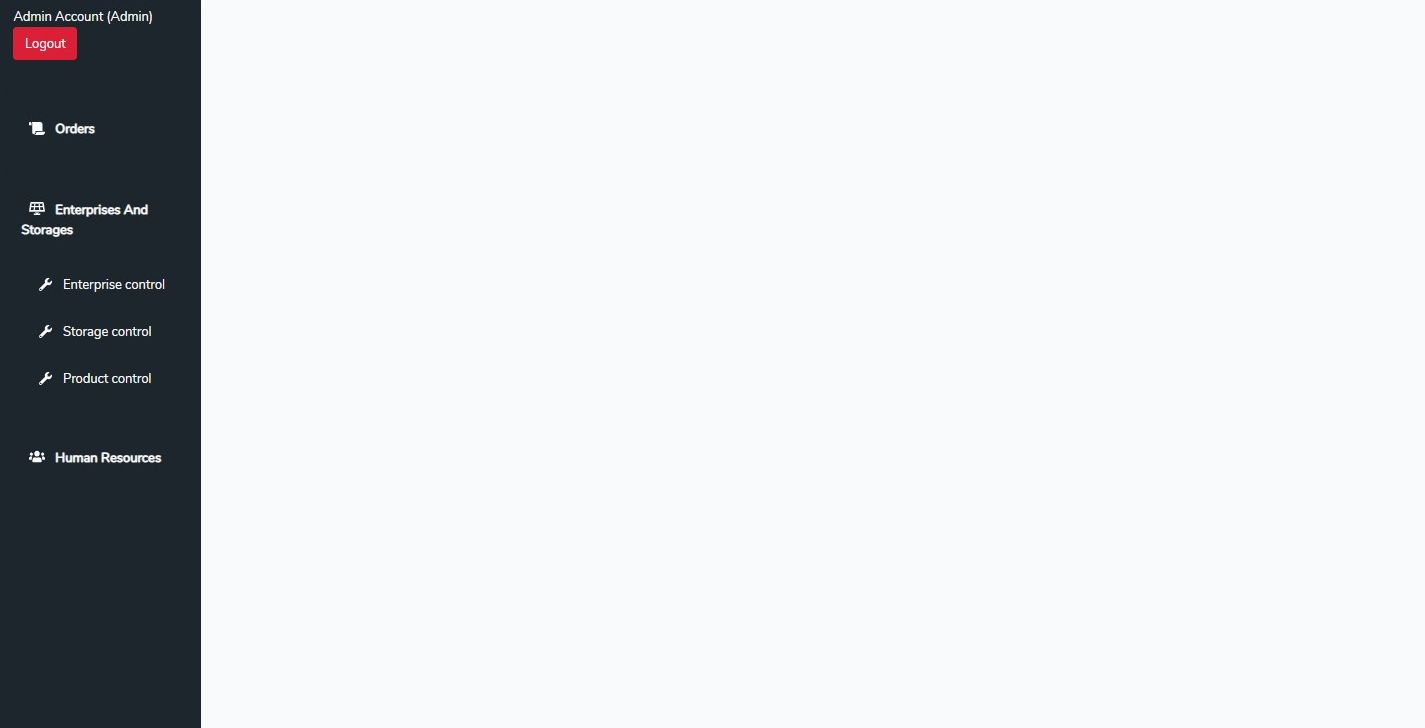 Admin Account (Admin)
Logout
Orders
Enterprises And
Storages
Enterprise control
Storage control
Product control
Human Resources